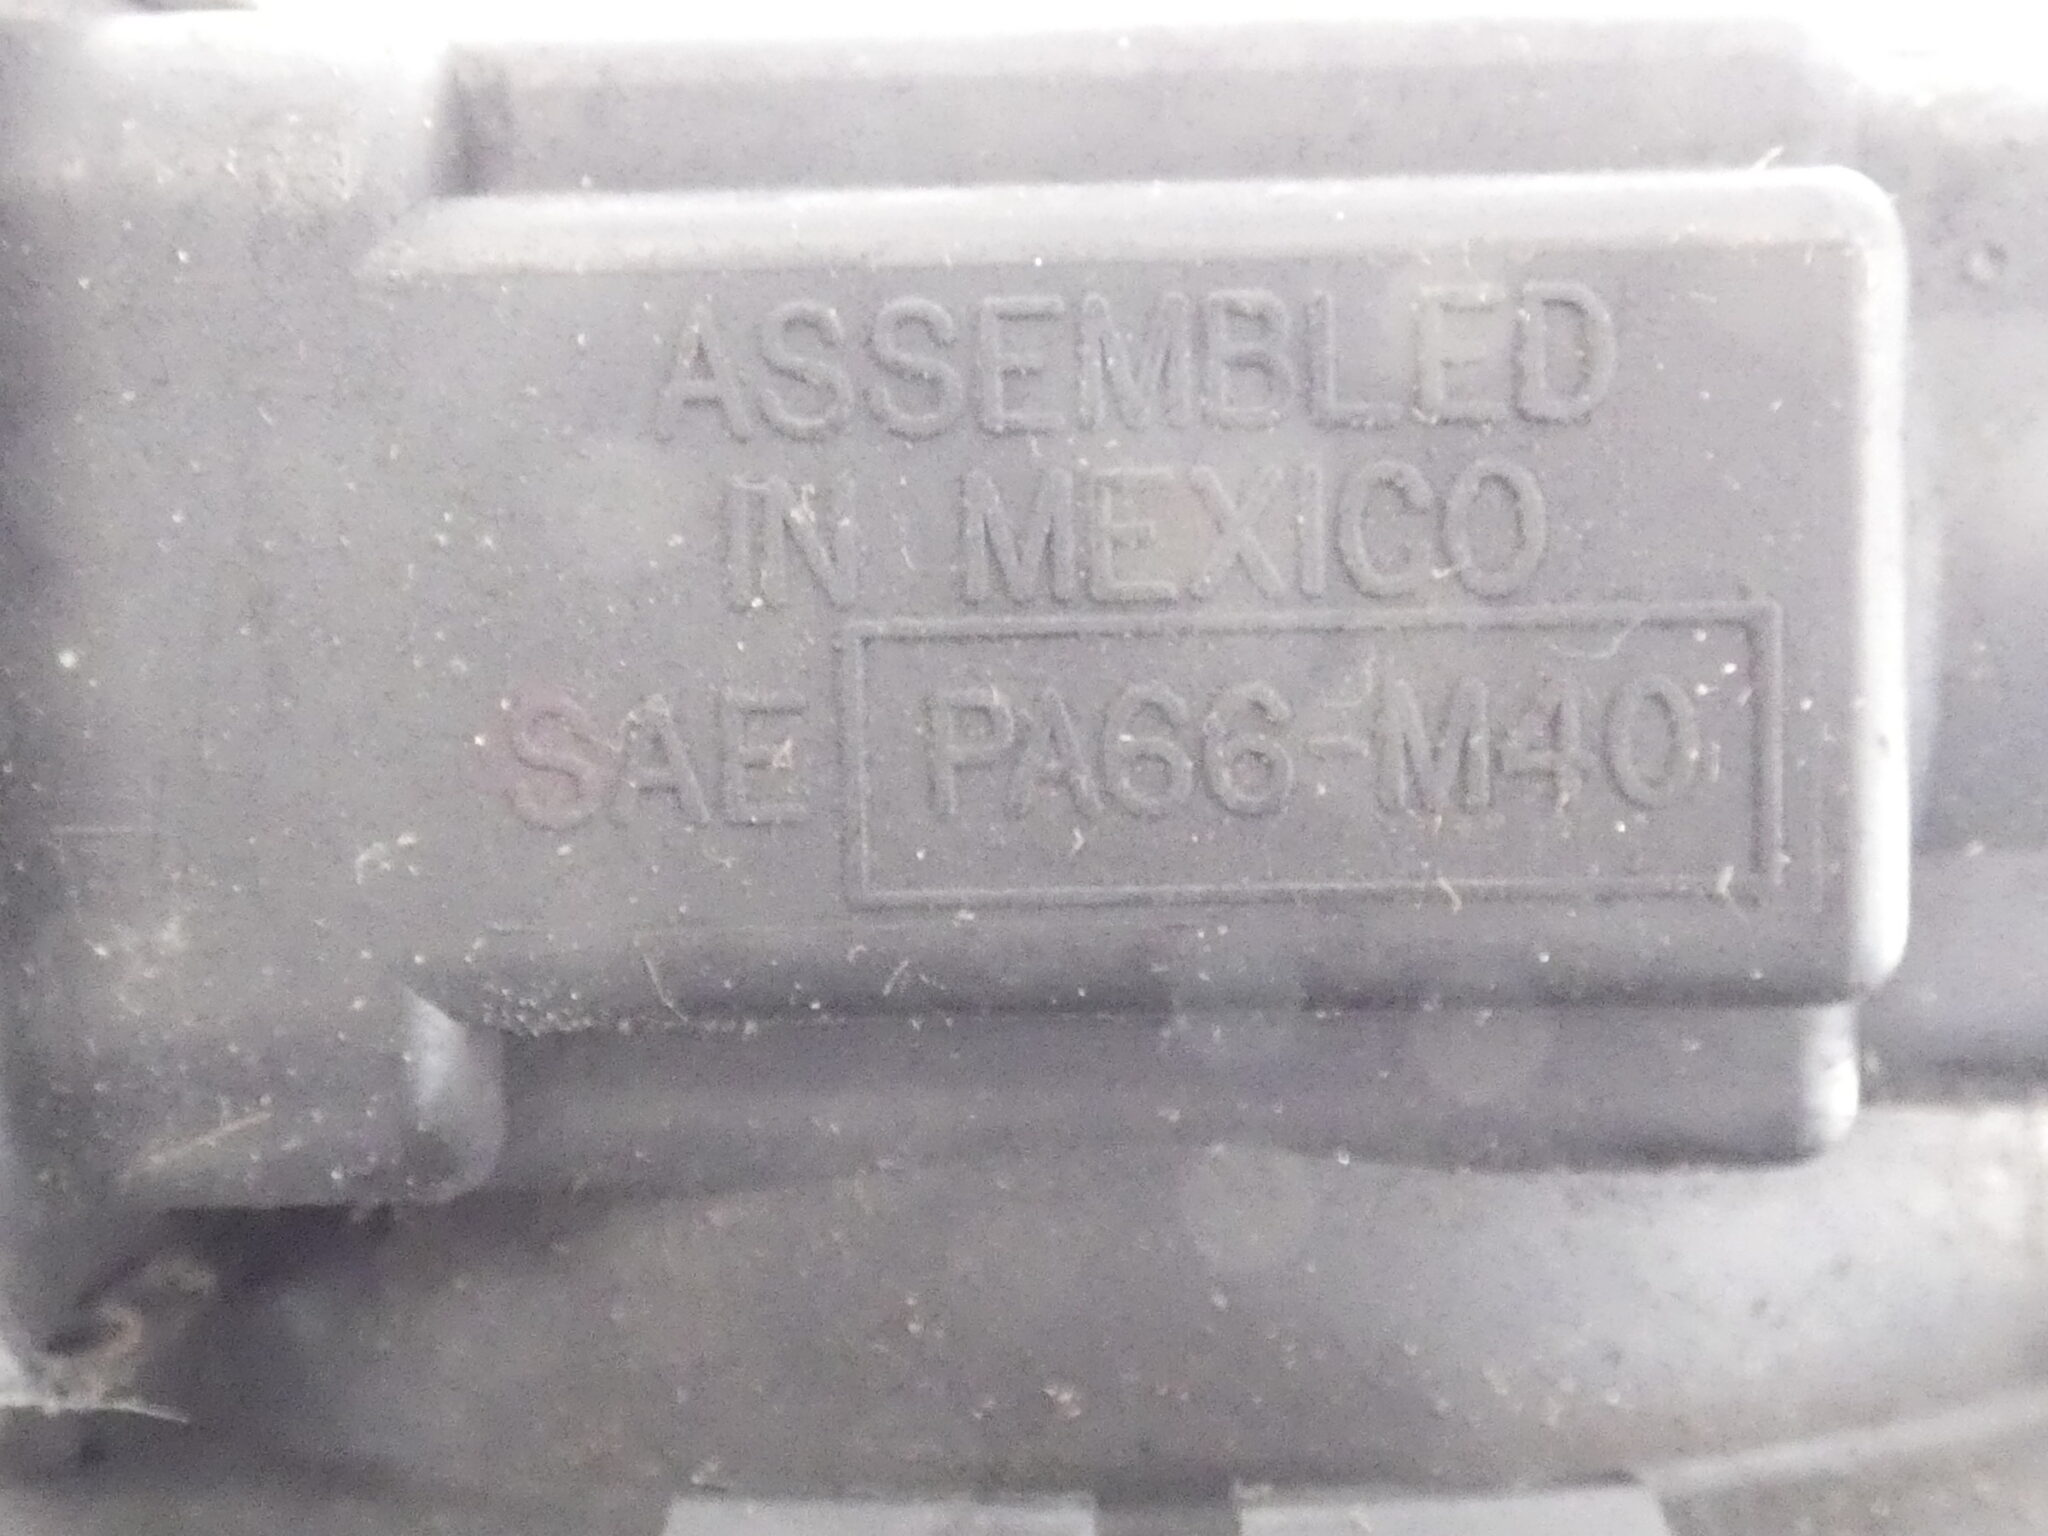 ASSEMBLED
IN MEXICO
SAE PA66-M40